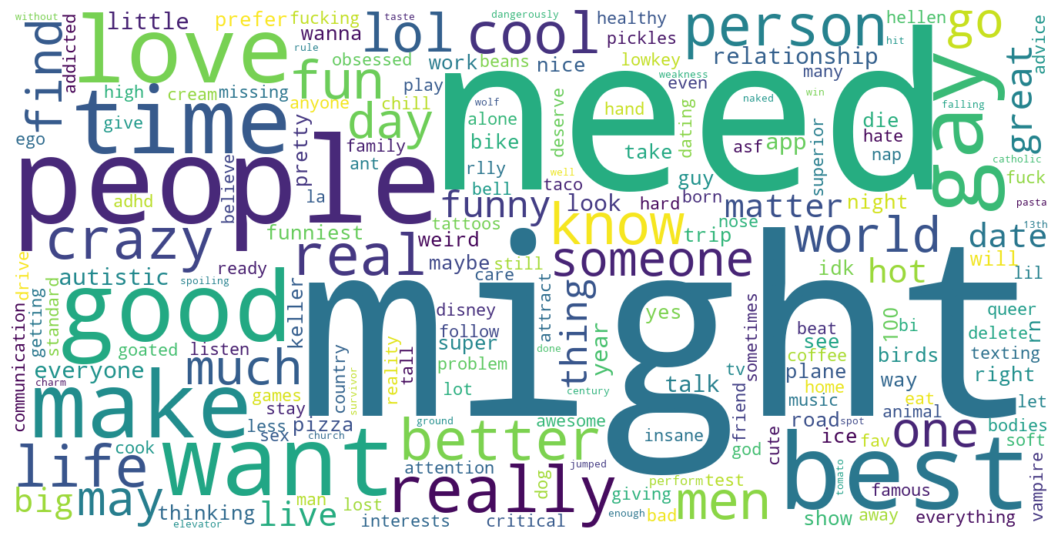 without
taste
dangerously
little
prefer
fucking
wanna
lol
cool
healthy
pickles
person
hellen
go
advice
addicted
love
find
fun
obsessed
work
beans
nice
lowkey
relationship
rule
hit
many
even
need
gay
great
high
cream
missing
anyone
play
weakness
wolf
naked
win
falling
ego
give
time
day
chill
alone
hand
deserve
dating
die
hate
nap
superior
bike
take
asf
app
people
pretty
family
ant
rlly
bell
guy
catholic
fuck
adhd
believe
la
well
taco
hard
born
funny
look
matter
night
pasta
crazy
funniest
tattoos
know
trip
nose
13th
real
weird
maybe
still
someone
world
date
will
lil
drive
autistic
ready
spoiling
care
idk
hot
good
might
thing
yes
keller
disney
attract
100
bi
queer
getting
standard
follow
super
year
beat
see
delete
rn
communication
goated
listen
reality
tall
problem
sometimes
coffee
birds
texting
everyone
much
country
done
tv
plane
way
right
charm
games
lot
century
talk
friend
home
eat
make
stay
survivor
music
let
less
pizza
ground
awesome
road
spot
animal
one
bodies
life
cook
sex
church
better
insane
god
cute
ice
fav
soft
want
attention
jumped
dog
perform
test
best
vampire
big
may
man
lost
really
giving
men
tomato
famous
thinking
live
interests
critical
enough
bad
show
away
everything
elevator